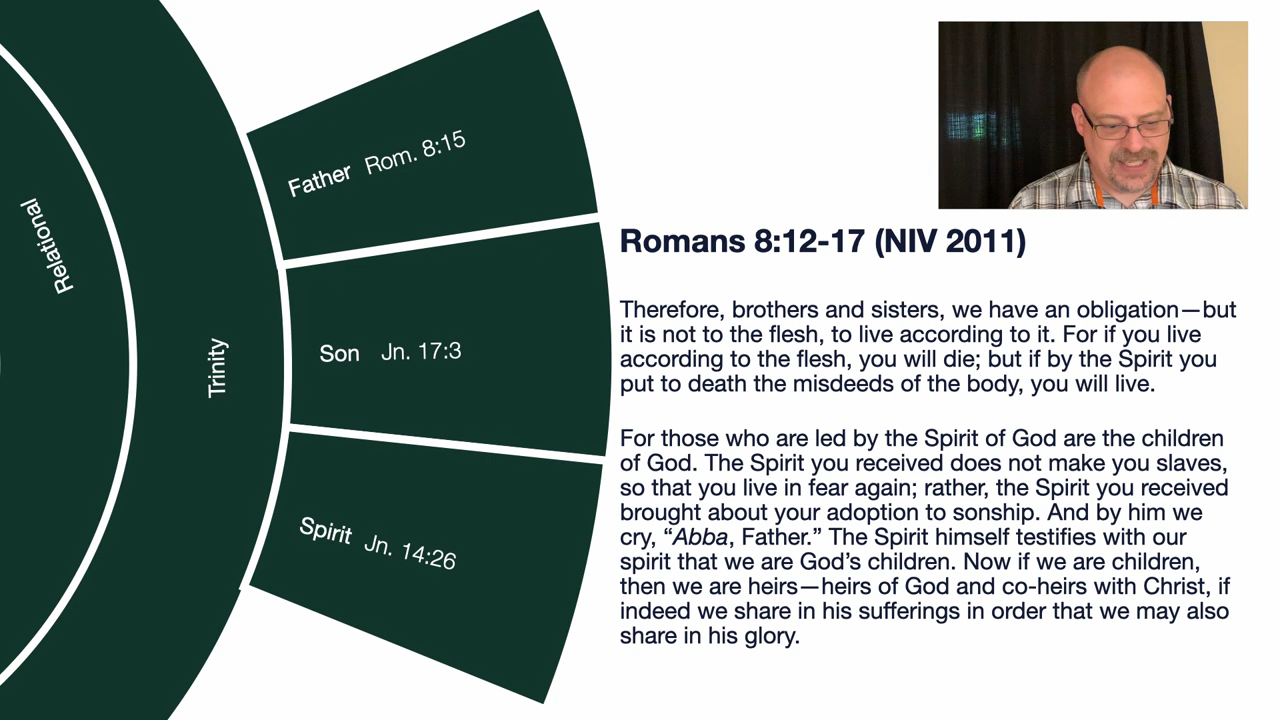 Relational
Trinity
Father Rom. 8:15
Son Jn. 17:3
Spirit Jn. 14:26
Romans 8:12-17 (NIV 2011)
Therefore, brothers and sisters, we have an obligation—but
it is not to the flesh, to live according to it. For if you live
according to the flesh, you will die; but if by the Spirit you
put to death the misdeeds of the body, you will live.
For those who are led by the Spirit of God are the children
of God. The Spirit you received does not make you slaves,
so that you live in fear again; rather, the Spirit you received
brought about your adoption to sonship. And by him we
cry, “Abba, Father.” The Spirit himself testifies with our
spirit that we are God’s children. Now if we are children,
then we are heirs—heirs of God and co-heirs with Christ, if
indeed we share in his sufferings in order that we may also
share in his glory.